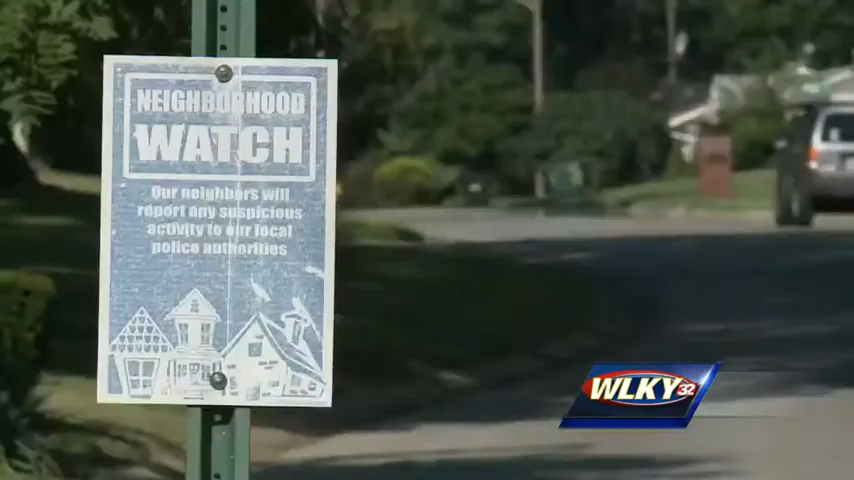 NEIGHBORHOOD
WATCH
Our neighbors will
report any suspicious
activity to our local
police authorities
WLKY 32